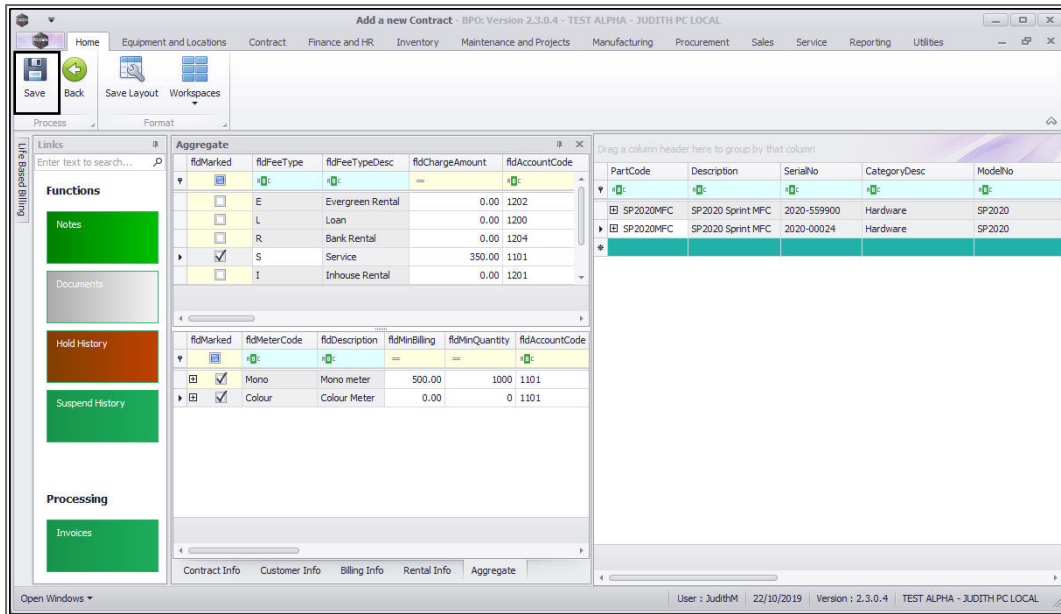 Add a new Contract - BPO: Version 2.3.0.4 - TEST ALPHA - JUDITH PC LOCAL
Home Equipment and Locations Contract Finance and HR Inventory Maintenance and Projects Manufacturing Procurement Sales Service Reporting Utilities
Save Back Save Layout Workspaces
Process Format
Life Based Billing
Links
Enter text to search...
Functions
Notes
Documents
Hold History
Suspend History
Processing
Invoices
Aggregate
fldMarked fldFeeType fldFeeTypeDesc fldChargeAmount fldAccountCode
E Evergreen Rental 0.00 1202
L Loan 0.00 1200
R Bank Rental 0.00 1204
S Service 350.00 1101
I Inhouse Rental 0.00 1201
fldMarked fldMeterCode fldDescription fldMinBilling fldMinQuantity fldAccountCode
Mono Mono meter 500.00 1000 1101
Colour Colour Meter 0.00 0 1101
Contract Info Customer Info Billing Info Rental Info Aggregate
Drag a column header here to group by that column
PartCode Description SerialNo CategoryDesc ModelNo
SP2020MFC SP2020 Sprint MFC 2020-559900 Hardware SP2020
SP2020MFC SP2020 Sprint MFC 2020-00024 Hardware SP2020
Open Windows User : JudithM 22/10/2019 Version : 2.3.0.4 TEST ALPHA - JUDITH PC LOCAL